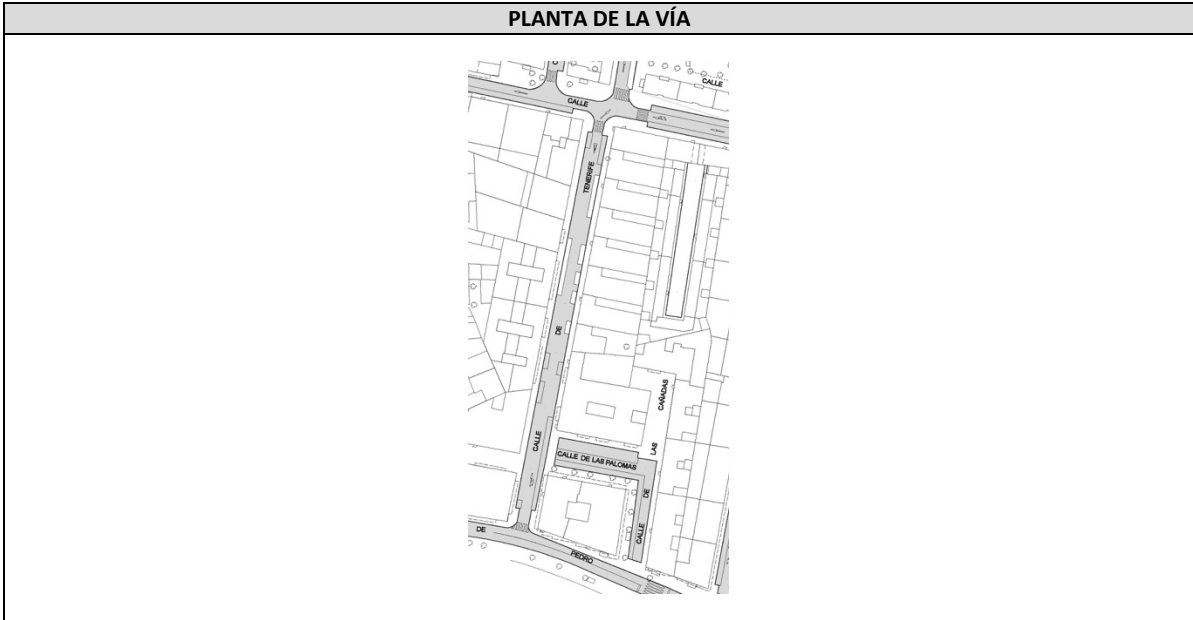 PLANTA DE LA VÍA
CALLE
CALLE
TENERIFE
DE
CALLE
CAÑADAS
LAS
DE
CALLE
CALLE DE LAS PALOMAS
DE
PEDRO